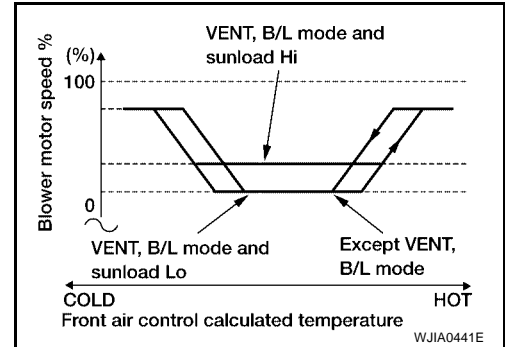 VENT, B/L mode and
sunload Hi
(%)
100
Blower motor speed %
0
VENT, B/L mode and
sunload Lo
Except VENT,
B/L mode
COLD
HOT
Front air control calculated temperature
WJIA0441E